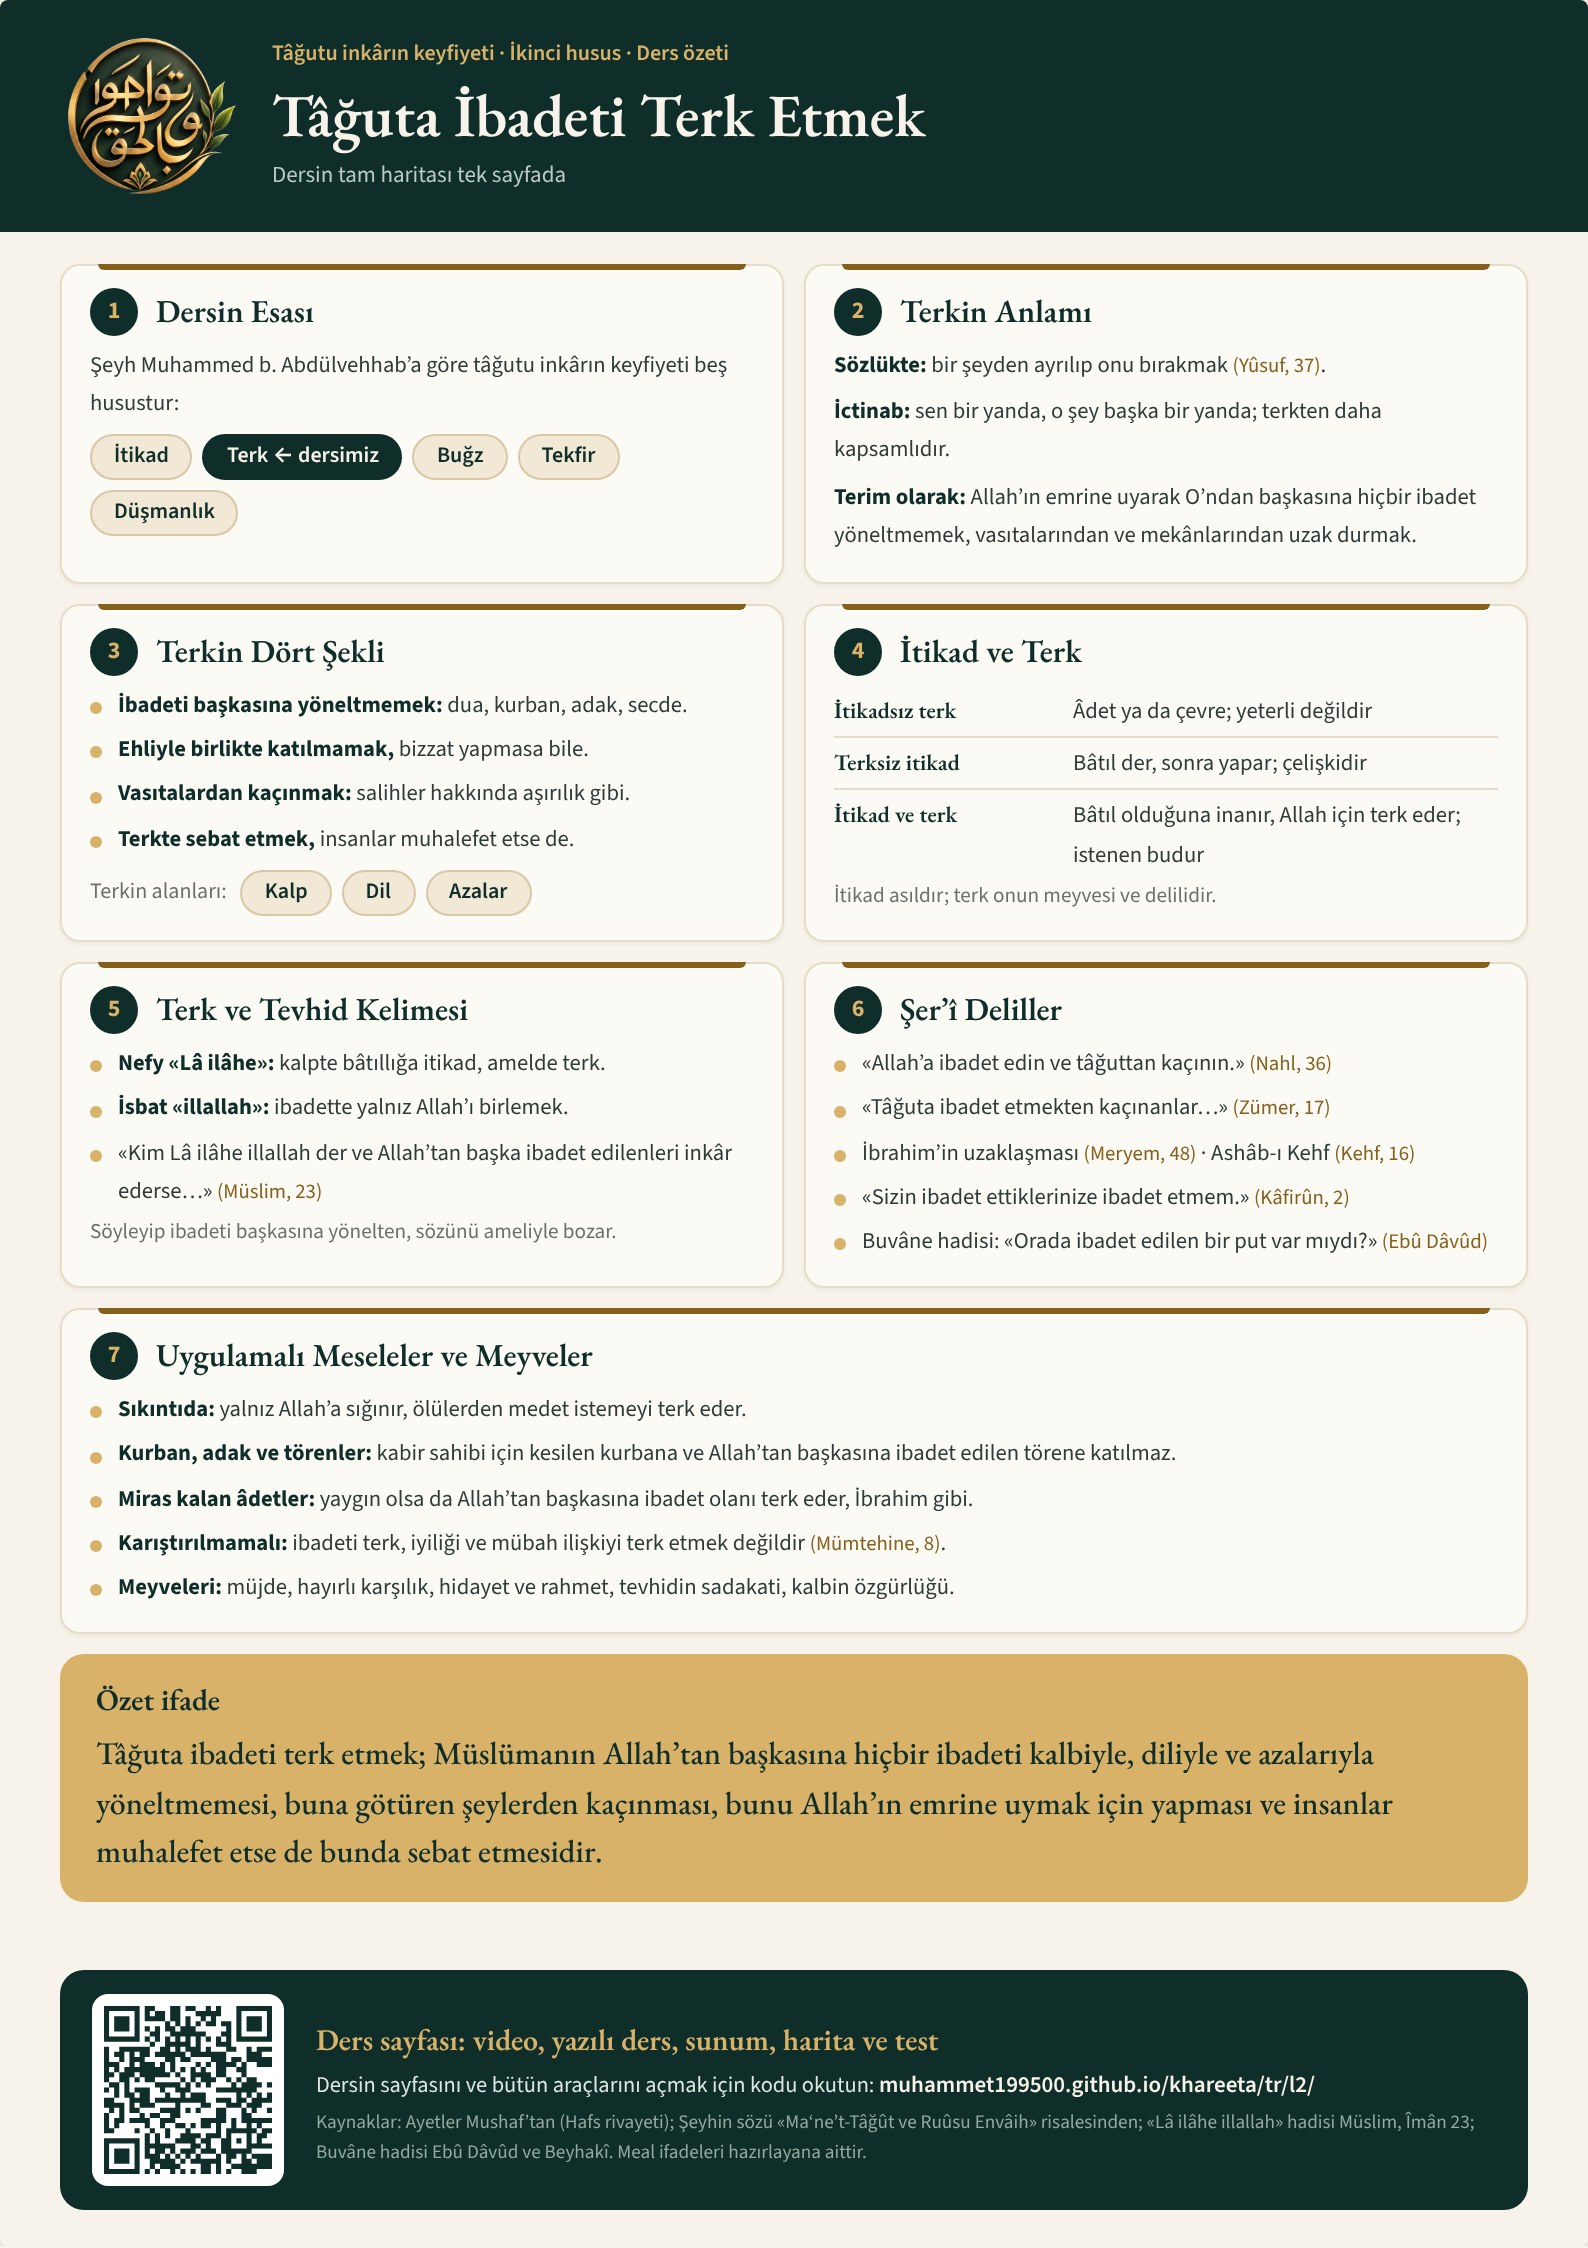 Tâğutu inkârın keyfiyeti · İkinci husus · Ders özeti
Tâğuta İbadeti Terk Etmek
Dersin tam haritası tek sayfada
1 Dersin Esası
Şeyh Muhammed b. Abdülvehhab’a göre tâğutu inkârın keyfiyeti beş
husustur:
İtikad
Terk ← dersimiz
Buğz
Tekfir
Düşmanlık
2 Terkin Anlamı
Sözlükte: bir şeyden ayrılıp onu bırakmak (Yûsuf, 37).
İctinab: sen bir yanda, o şey başka bir yanda; terkten daha
kapsamlıdır.
Terim olarak: Allah’ın emrine uyarak O’ndan başkasına hiçbir ibadet
yöneltmemek, vasıtalarından ve mekânlarından uzak durmak.
3 Terkin Dört Şekli
İbadeti başkasına yöneltmemek: dua, kurban, adak, secde.
Ehliyle birlikte katılmamak, bizzat yapmasa bile.
Vasıtalardan kaçınmak: salihler hakkında aşırılık gibi.
Terkte sebat etmek, insanlar muhalefet etse de.
Terkin alanları: Kalp Dil Azalar
4 İtikad ve Terk
İtikadsız terk Âdet ya da çevre; yeterli değildir
Terksiz itikad Bâtıl der, sonra yapar; çelişkidir
İtikad ve terk Bâtıl olduğuna inanır, Allah için terk eder;
istenen budur
İtikad asıldır; terk onun meyvesi ve delilidir.
5 Terk ve Tevhid Kelimesi
Nefy «Lâ ilâhe»: kalpte bâtıllığa itikad, amelde terk.
İsbat «illallah»: ibadette yalnız Allah’ı birlemek.
«Kim Lâ ilâhe illallah der ve Allah’tan başka ibadet edilenleri inkâr
ederse…» (Müslim, 23)
Söyleyip ibadeti başkasına yönelten, sözünü ameliyle bozar.
6 Şer’î Deliller
«Allah’a ibadet edin ve tâğuttan kaçının.» (Nahl, 36)
«Tâğuta ibadet etmekten kaçınanlar…» (Zümer, 17)
İbrahim’in uzaklaşması (Meryem, 48) · Ashâb-ı Kehf (Kehf, 16)
«Sizin ibadet ettiklerinize ibadet etmem.» (Kâfirûn, 2)
Buvâne hadisi: «Orada ibadet edilen bir put var mıydı?» (Ebû Dâvûd)
7 Uygulamalı Meseleler ve Meyveler
Sıkıntıda: yalnız Allah’a sığınır, ölülerden medet istemeyi terk eder.
Kurban, adak ve törenler: kabir sahibi için kesilen kurbana ve Allah’tan başkasına ibadet edilen törene katılmaz.
Miras kalan âdetler: yaygın olsa da Allah’tan başkasına ibadet olanı terk eder, İbrahim gibi.
Karıştırılmamalı: ibadeti terk, iyiliği ve mübah ilişkiyi terk etmek değildir (Mümtehine, 8).
Meyveleri: müjde, hayırlı karşılık, hidayet ve rahmet, tevhidin sadakati, kalbin özgürlüğü.
Özet ifade
Tâğuta ibadeti terk etmek; Müslümanın Allah’tan başkasına hiçbir ibadeti kalbiyle, diliyle ve azalarıyla
yöneltmemesi, buna götüren şeylerden kaçınması, bunu Allah’ın emrine uymak için yapması ve insanlar
muhalefet etse de bunda sebat etmesidir.
Ders sayfası: video, yazılı ders, sunum, harita ve test
Dersin sayfasını ve bütün araçlarını açmak için kodu okutun: muhammet199500.github.io/khareeta/tr/l2/
Kaynaklar: Ayetler Mushaf’tan (Hafs rivayeti); Şeyhin sözü «Ma‘ne’t-Tâğût ve Ruûsu Envâih» risalesinden; «Lâ ilâhe illallah» hadisi Müslim, Îmân 23;
Buvâne hadisi Ebû Dâvûd ve Beyhakî. Meal ifadeleri hazırlayana aittir.